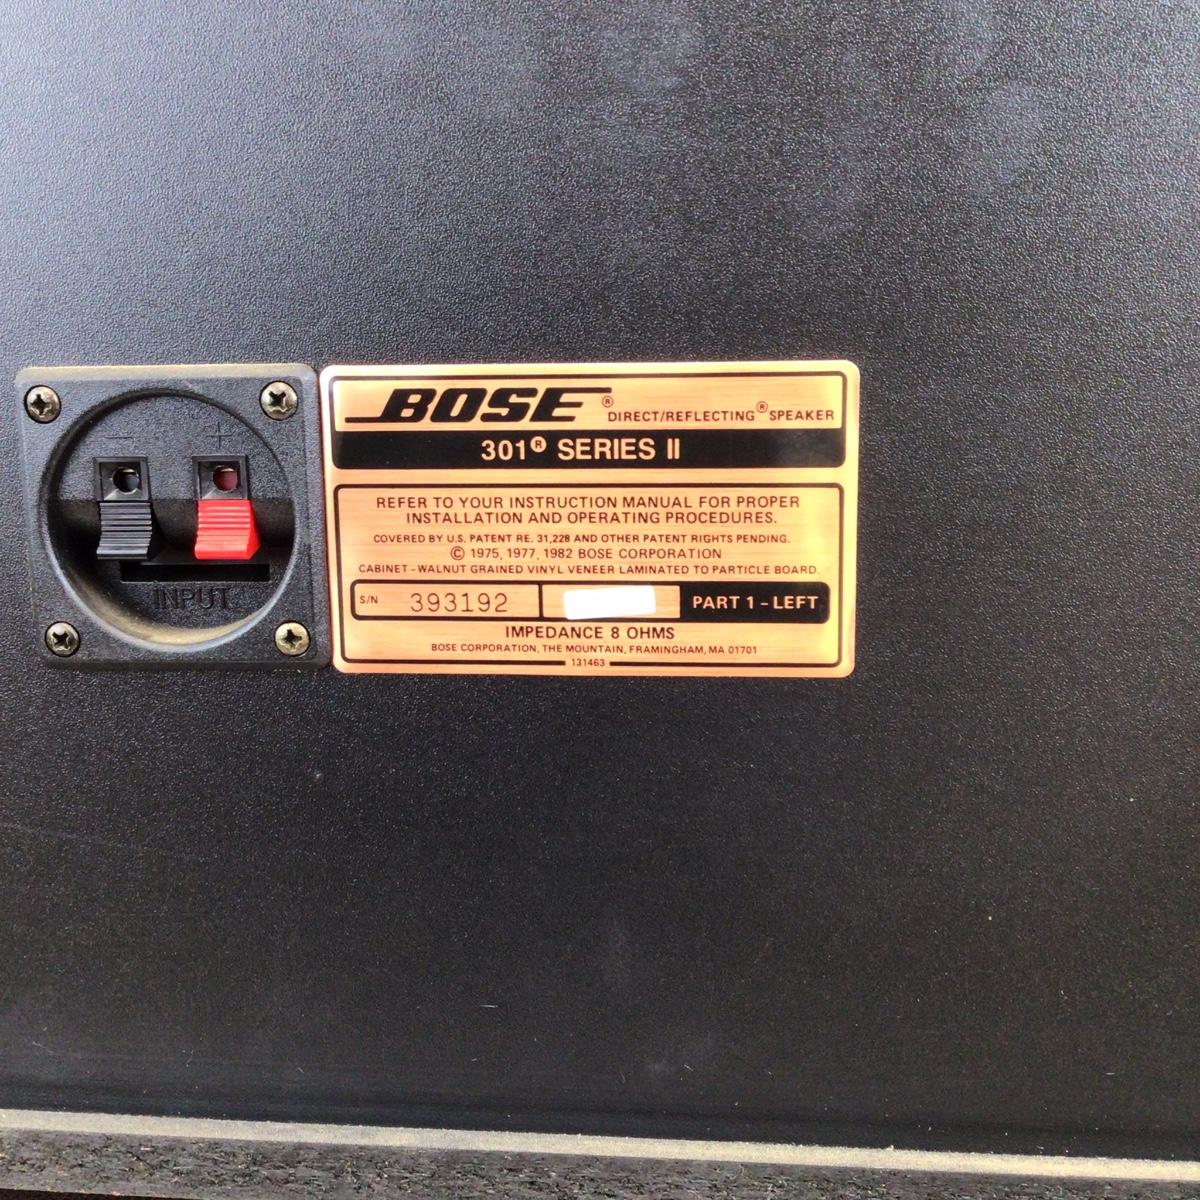 BOSE® DIRECT/REFLECTING® SPEAKER
301® SERIES II
REFER TO YOUR INSTRUCTION MANUAL FOR PROPER
INSTALLATION AND OPERATING PROCEDURES.
COVERED BY U.S. PATENT RE. 31,228 AND OTHER PATENT RIGHTS PENDING.
© 1975, 1977, 1982 BOSE CORPORATION
CABINET - WALNUT GRAINED VINYL VENEER LAMINATED TO PARTICLE BOARD.
S/N 393192 PART 1 - LEFT
IMPEDANCE 8 OHMS
BOSE CORPORATION, THE MOUNTAIN, FRAMINGHAM, MA 01701
131463
- +
INPUT